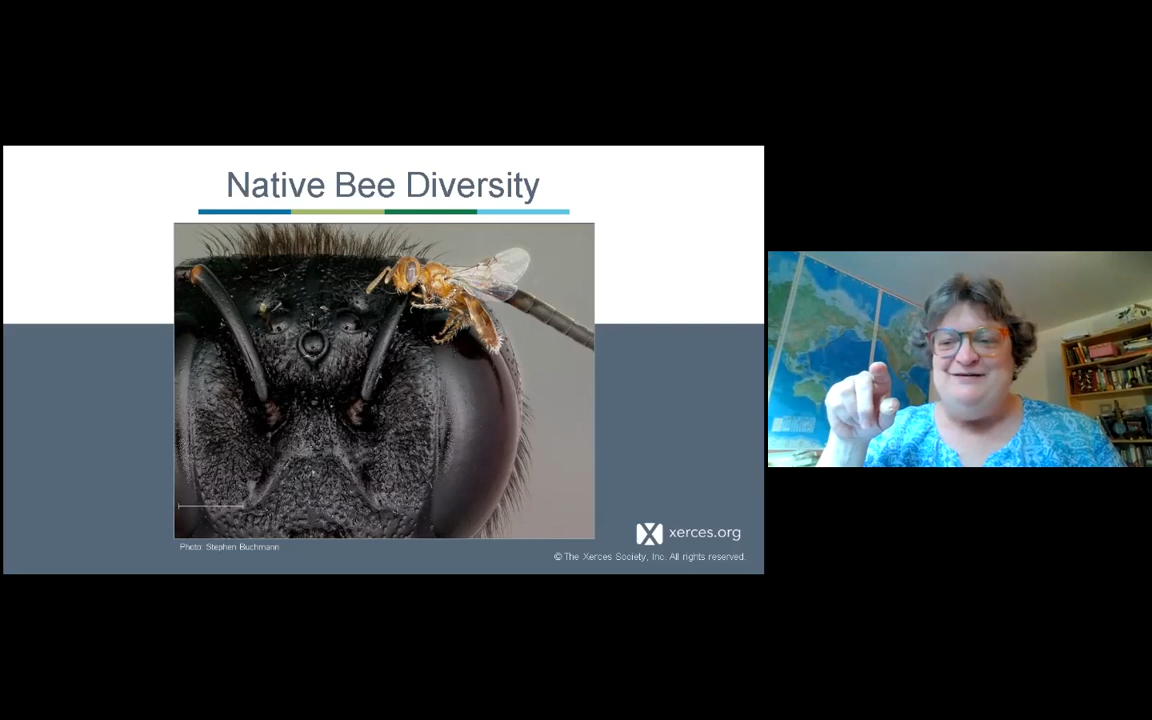 Native Bee Diversity
Photo: Stephen Buchmann
xerces.org
© The Xerces Society, Inc. All rights reserved.